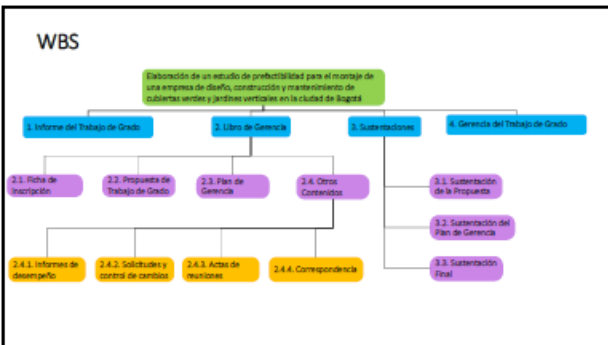 WBS
Elaboración de un estudio de prefactibilidad para el montaje de
una empresa de diseño, construcción y mantenimiento de
cubiertas verdes y jardines verticales en la ciudad de Bogotá
1. Informe del Trabajo de Grado
2. Libro de Gerencia
3. Sustentaciones
4. Gerencia del Trabajo de Grado
2.1. Ficha de
Inscripción
2.2. Propuesta de
Trabajo de Grado
2.3. Plan de
Gerencia
2.4. Otros
Contenidos
3.1. Sustentación
de la Propuesta
3.2. Sustentación del
Plan de Gerencia
3.3. Sustentación
Final
2.4.1. Informes de
desempeño
2.4.2. Solicitudes y
control de cambios
2.4.3. Actas de
reuniones
2.4.4. Correspondencia